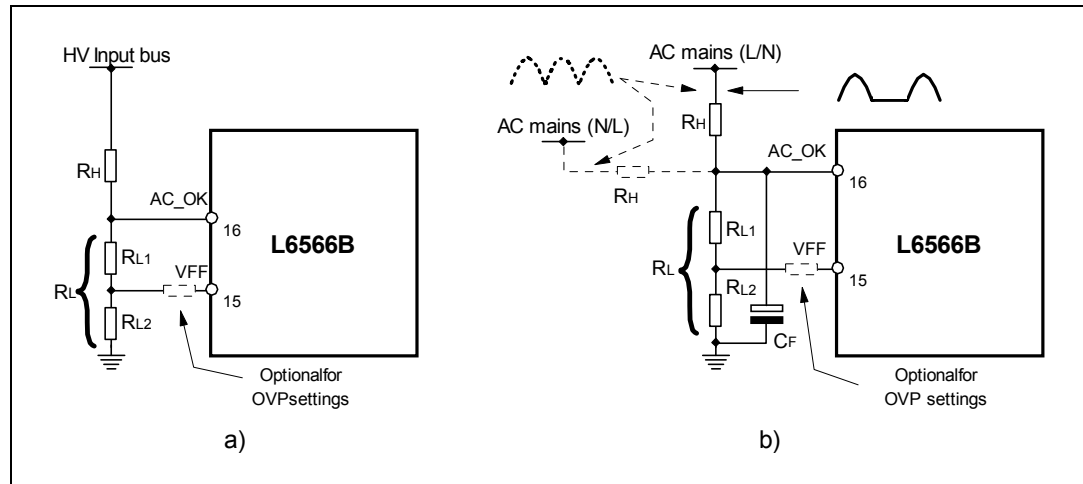 HV Input bus
RH
AC_OK
16
RL1
L6566B
VFF
RL
15
RL2
Optionalfor
OVPsettings
a)
AC mains (L/N)
RH
AC mains (N/L)
AC_OK
16
RH
RL1
L6566B
VFF
RL
15
RL2
CF
Optionalfor
OVP settings
b)